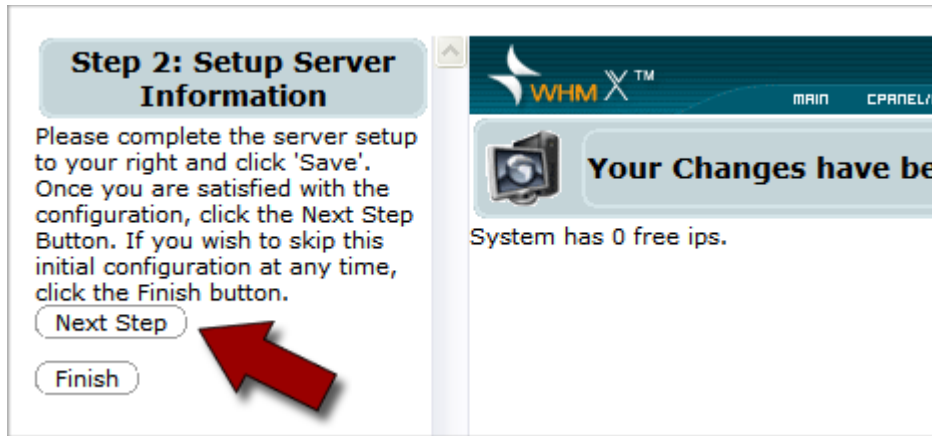 Step 2: Setup Server
Information
Please complete the server setup
to your right and click 'Save'.
Once you are satisfied with the
configuration, click the Next Step
Button. If you wish to skip this
initial configuration at any time,
click the Finish button.
Next Step
Finish
WHM X ™
MAIN CPANEL/
Your Changes have be
System has 0 free ips.